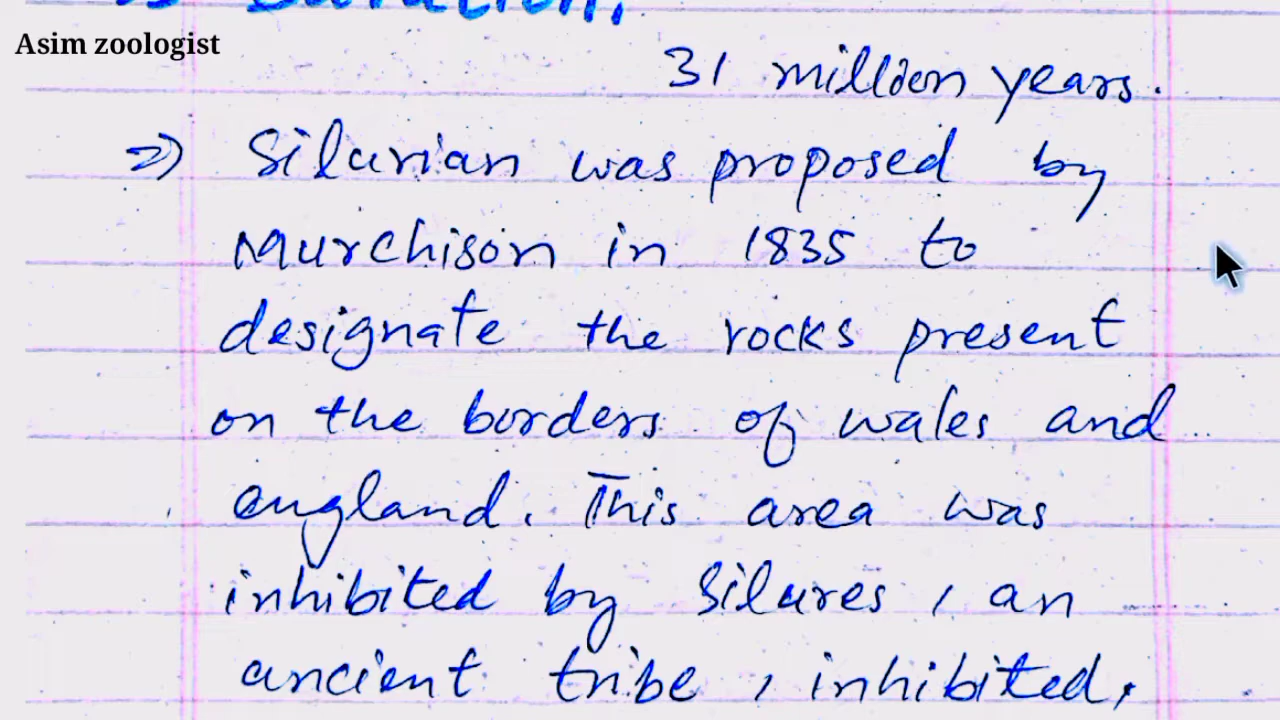 Duration,
Asim zoologist
31 million years.
=> Silurian was proposed by
Murchison in 1835 to
designate the rocks present
on the borders of wales and
england. This area was
inhibited by Silures, an
ancient tribe, inhibited,